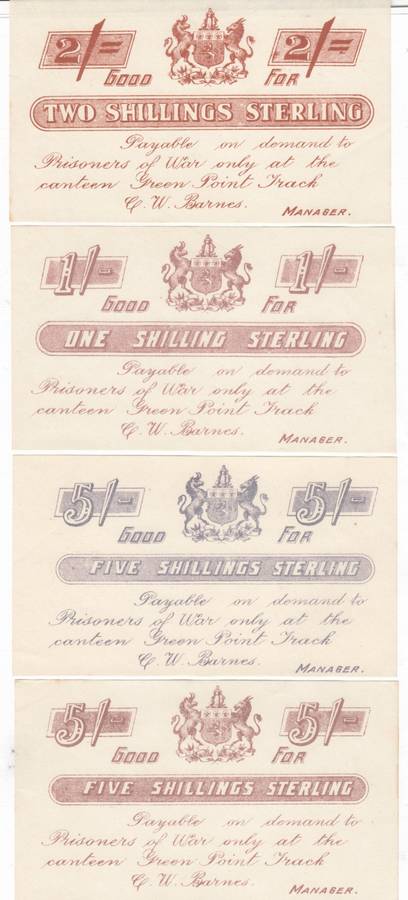 2/= 2/=
GOOD FOR
TWO SHILLINGS STERLING
Payable on demand to
Prisoners of War only at the
canteen Green Point Track
C. W. Barnes.
MANAGER.
1/- 1/-
GOOD FOR
ONE SHILLING STERLING
Payable on demand to
Prisoners of War only at the
canteen Green Point Track
C. W. Barnes.
MANAGER.
5/- 5/-
GOOD FOR
FIVE SHILLINGS STERLING
Payable on demand to
Prisoners of War only at the
canteen Green Point Track
C. W. Barnes.
MANAGER.
5/- 5/-
GOOD FOR
FIVE SHILLINGS STERLING
Payable on demand to
Prisoners of War only at the
canteen Green Point Track
C. W. Barnes.
MANAGER.